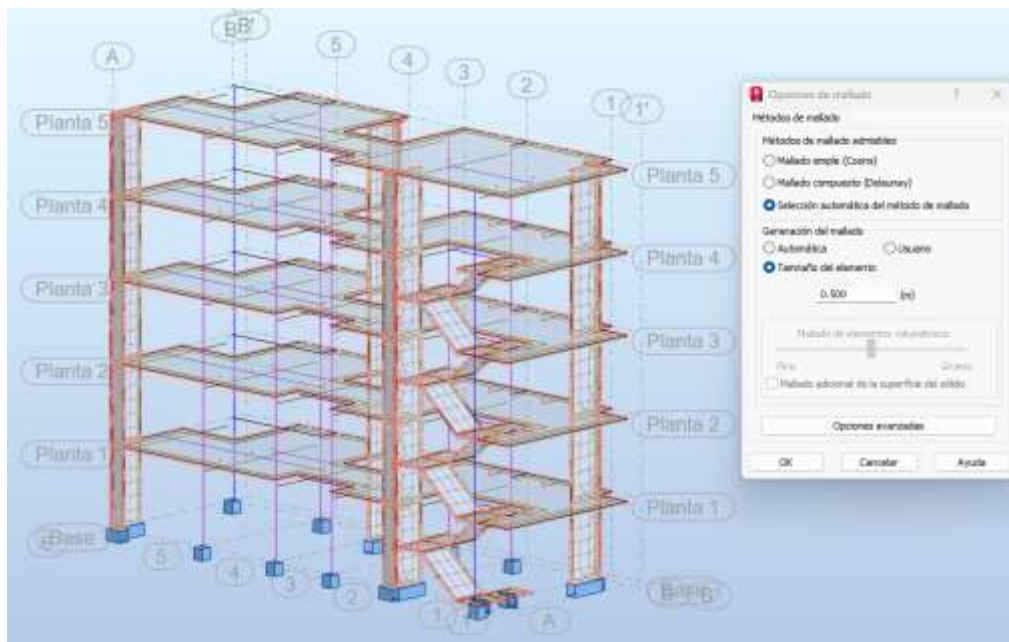 B B'
A
5
4
3
2
1 1'
Planta 5
Planta 5
Planta 4
Planta 4
Planta 3
Planta 3
Planta 2
Planta 2
Planta 1
Planta 1
Base
5
4
3
2
1
A
Opciones de mallado ? ×
Métodos de mallado
Métodos de mallado admisibles
Mallado simple (Coons)
Mallado compuesto (Delaunay)
Selección automática del método de mallado
Generación del mallado
Automática Usuario
Tamaño del elemento:
0.500 (m)
Mallado de elementos volumétricos
Fino Grueso
Mallado adicional de la superficie del sólido
Opciones avanzadas
OK Cancelar Ayuda